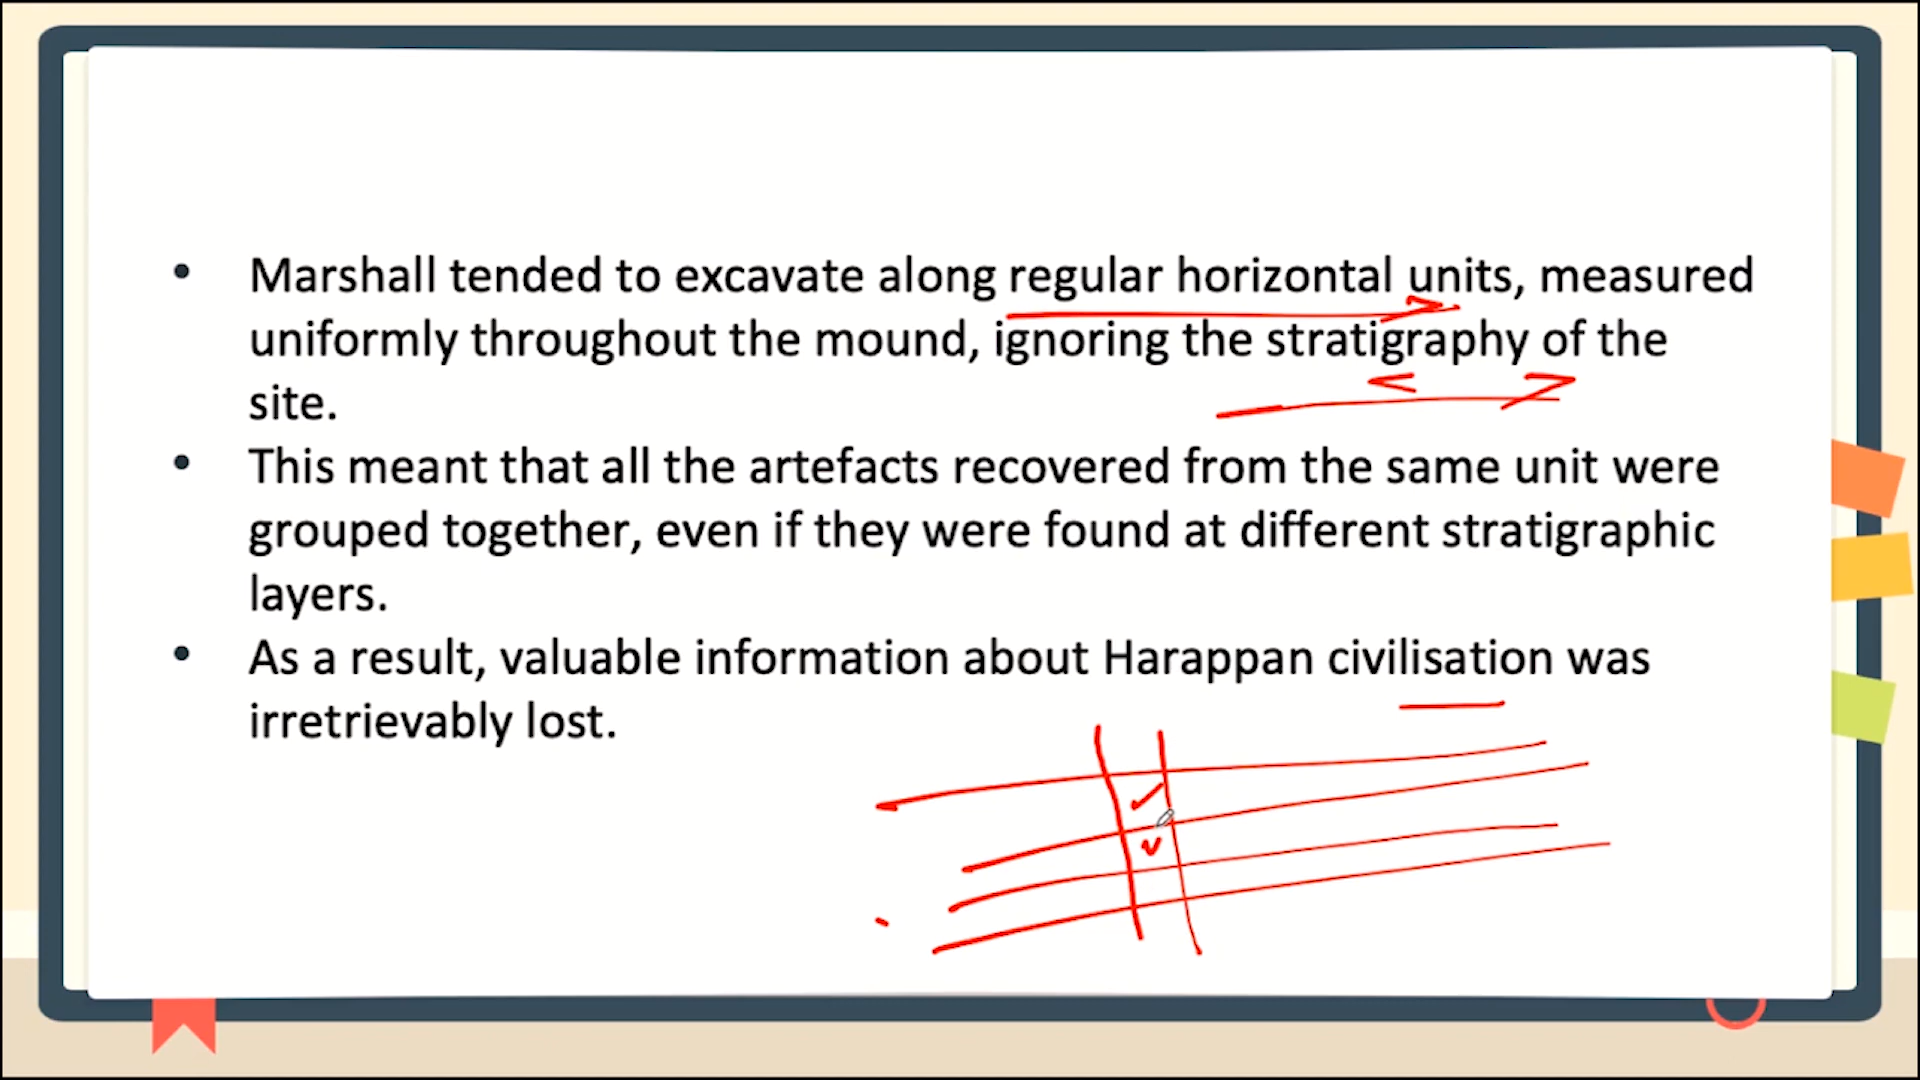 • Marshall tended to excavate along regular horizontal units, measured
uniformly throughout the mound, ignoring the stratigraphy of the
site.
• This meant that all the artefacts recovered from the same unit were
grouped together, even if they were found at different stratigraphic
layers.
• As a result, valuable information about Harappan civilisation was
irretrievably lost.